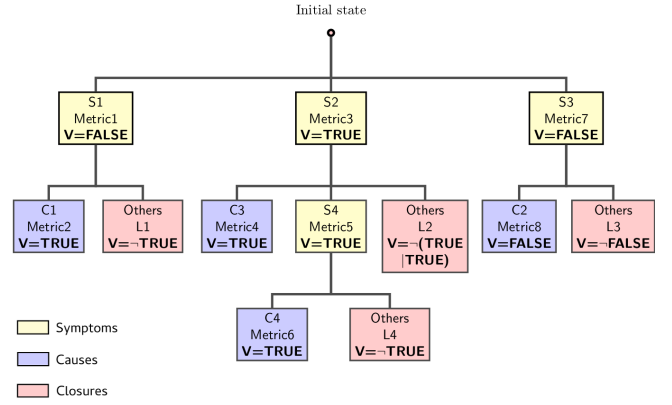 Initial state
S1
Metric1
V=FALSE
S2
Metric3
V=TRUE
S3
Metric7
V=FALSE
C1
Metric2
V=TRUE
Others
L1
V=¬TRUE
C3
Metric4
V=TRUE
S4
Metric5
V=TRUE
Others
L2
V=¬(TRUE
|TRUE)
C2
Metric8
V=FALSE
Others
L3
V=¬FALSE
C4
Metric6
V=TRUE
Others
L4
V=¬TRUE
Symptoms
Causes
Closures